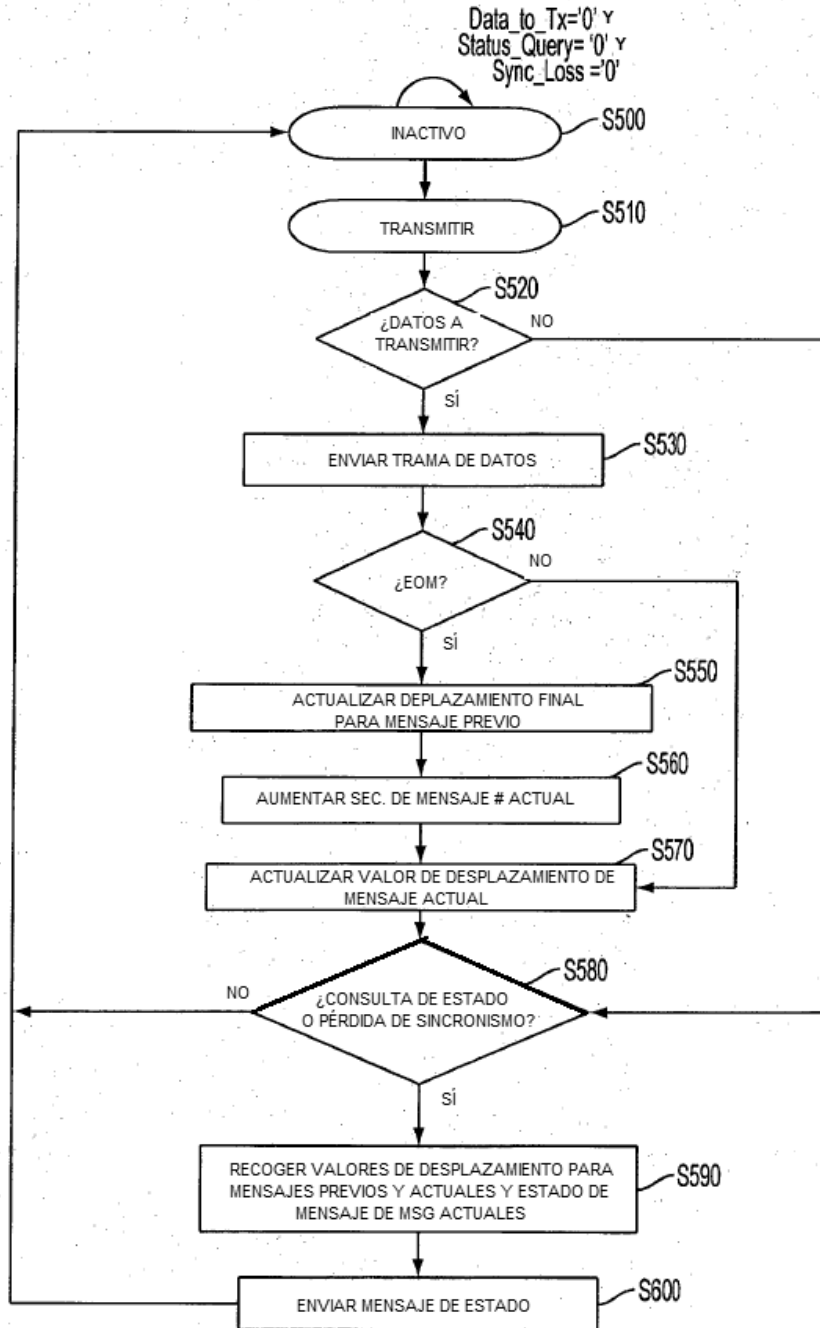 Data_to_Tx='0' Y
Status_Query= '0' Y
Sync_Loss ='0'
INACTIVO
S500
TRANSMITIR
S510
S520
¿DATOS A
TRANSMITIR?
NO
SÍ
ENVIAR TRAMA DE DATOS
S530
S540
¿EOM?
NO
SÍ
S550
ACTUALIZAR DEPLAZAMIENTO FINAL
PARA MENSAJE PREVIO
S560
AUMENTAR SEC. DE MENSAJE # ACTUAL
S570
ACTUALIZAR VALOR DE DESPLAZAMIENTO DE
MENSAJE ACTUAL
S580
NO
¿CONSULTA DE ESTADO
O PÉRDIDA DE SINCRONISMO?
SÍ
RECOGER VALORES DE DESPLAZAMIENTO PARA
MENSAJES PREVIOS Y ACTUALES Y ESTADO DE
MENSAJE DE MSG ACTUALES
S590
ENVIAR MENSAJE DE ESTADO
S600